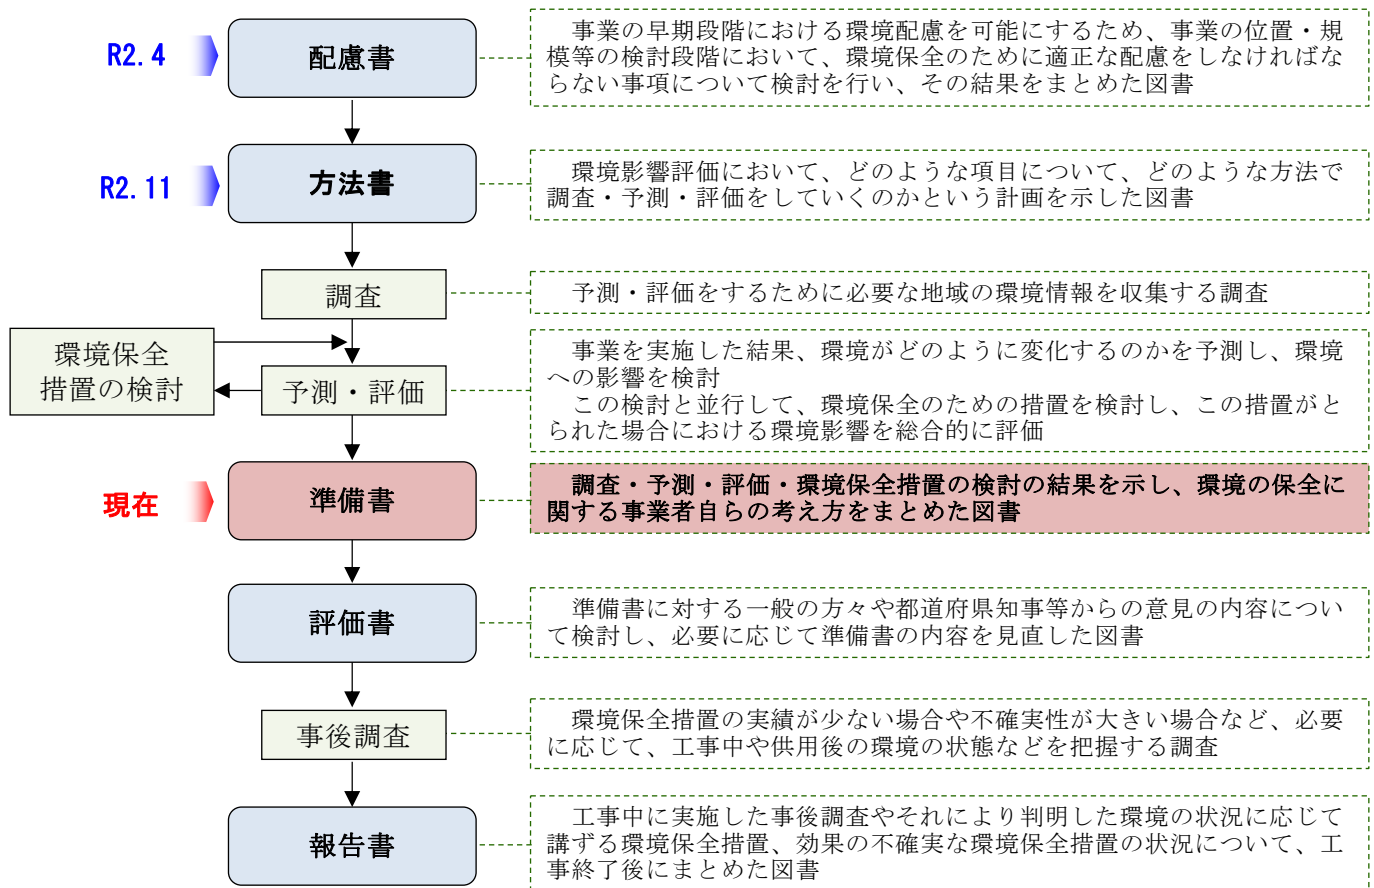 R2.4
配慮書
事業の早期段階における環境配慮を可能にするため、事業の位置・規
模等の検討段階において、環境保全のために適正な配慮をしなければな
らない事項について検討を行い、その結果をまとめた図書
R2.11
方法書
環境影響評価において、どのような項目について、どのような方法で
調査・予測・評価をしていくのかという計画を示した図書
調査
予測・評価をするために必要な地域の環境情報を収集する調査
環境保全
措置の検討
予測・評価
事業を実施した結果、環境がどのように変化するのかを予測し、環境
への影響を検討
この検討と並行して、環境保全のための措置を検討し、この措置がと
られた場合における環境影響を総合的に評価
現在
準備書
調査・予測・評価・環境保全措置の検討の結果を示し、環境の保全に
関する事業者自らの考え方をまとめた図書
評価書
準備書に対する一般の方々や都道府県知事等からの意見の内容につい
て検討し、必要に応じて準備書の内容を見直した図書
事後調査
環境保全措置の実績が少ない場合や不確実性が大きい場合など、必要
に応じて、工事中や供用後の環境の状態などを把握する調査
報告書
工事中に実施した事後調査やそれにより判明した環境の状況に応じて
講ずる環境保全措置、効果の不確実な環境保全措置の状況について、工
事終了後にまとめた図書